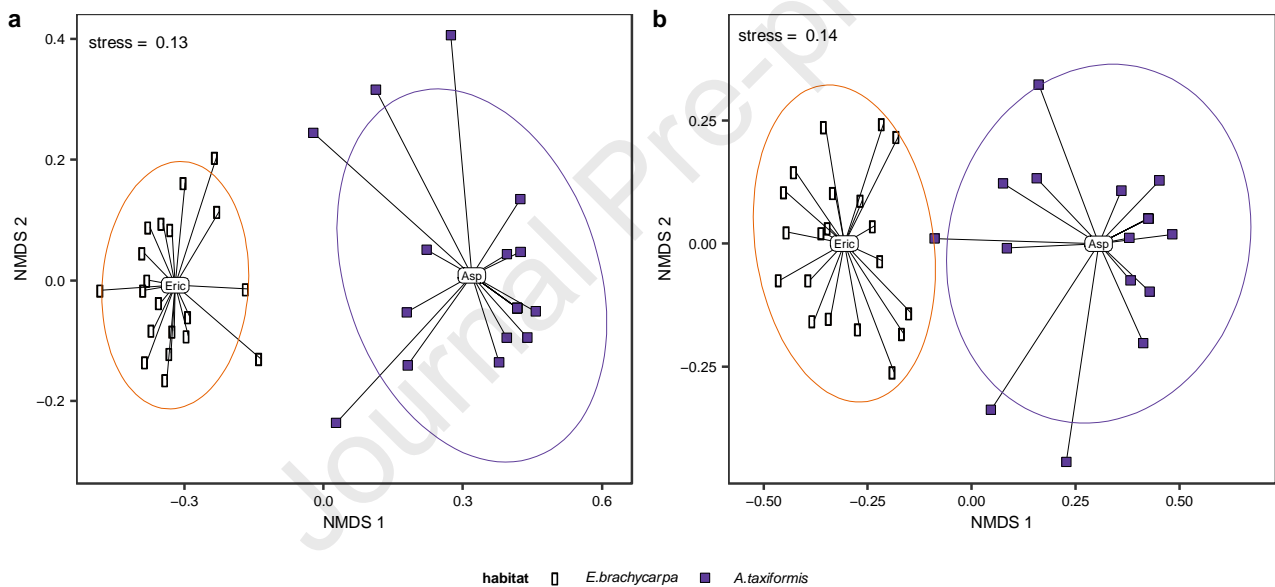 a
stress = 0.13
0.4
0.2
0.0
−0.2
NMDS 2
Eric
Asp
−0.3
0.0
0.3
0.6
NMDS 1
b
stress = 0.14
0.25
0.00
−0.25
NMDS 2
Eric
Asp
−0.50
−0.25
0.00
0.25
0.50
NMDS 1
habitat E.brachycarpa A.taxiformis
Journal Pre-p